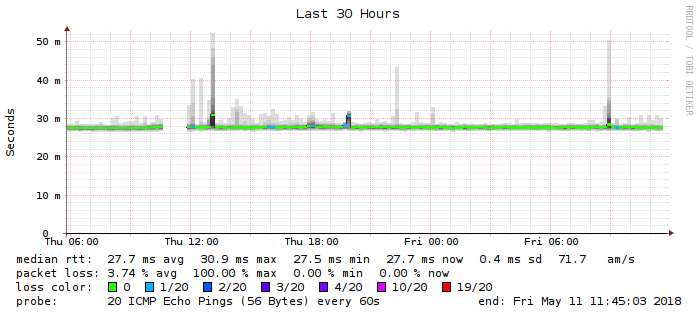 Last 30 Hours
RRDTOOL / TOBI OETIKER
Seconds
50 m
40 m
30 m
20 m
10 m
0
Thu 06:00 Thu 12:00 Thu 18:00 Fri 00:00 Fri 06:00
median rtt: 27.7 ms avg 30.9 ms max 27.5 ms min 27.7 ms now 0.4 ms sd 71.7 am/s
packet loss: 3.74 % avg 100.00 % max 0.00 % min 0.00 % now
loss color: 0 1/20 2/20 3/20 4/20 10/20 19/20
probe: 20 ICMP Echo Pings (56 Bytes) every 60s end: Fri May 11 11:45:03 2018